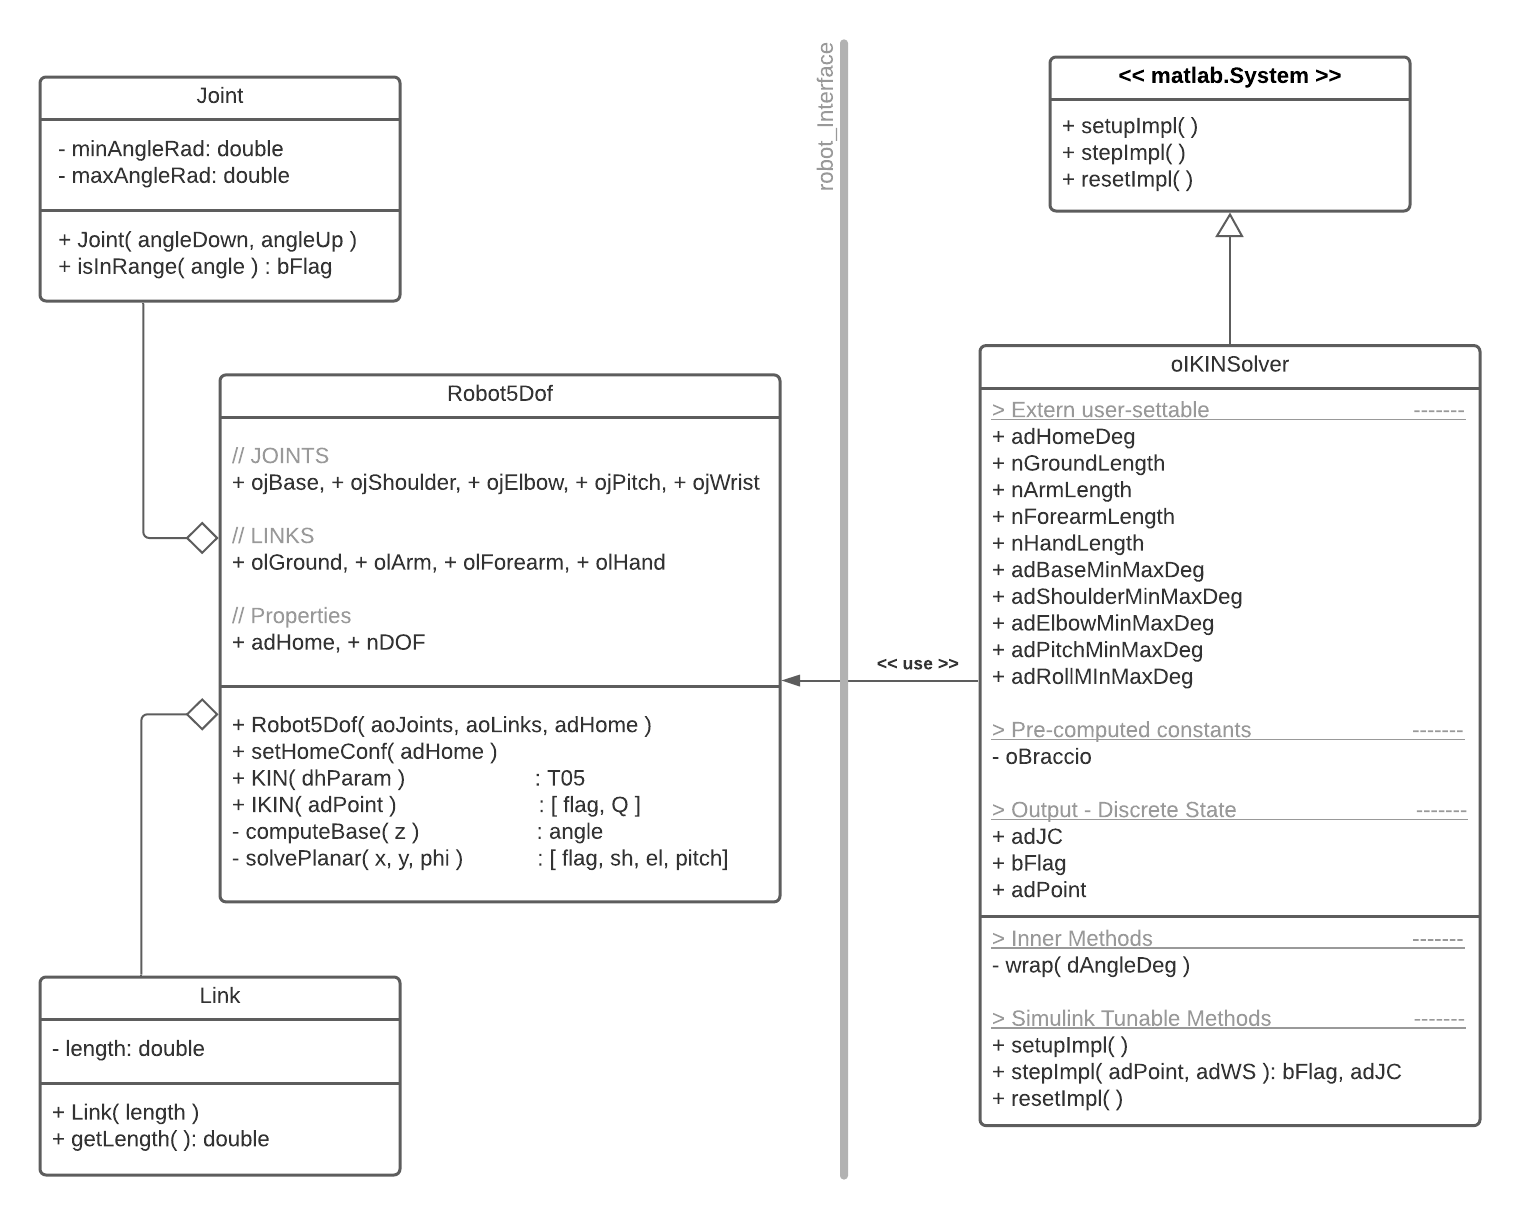 Joint
- minAngleRad: double
- maxAngleRad: double
+ Joint( angleDown, angleUp )
+ isInRange( angle ) : bFlag
Robot5Dof
// JOINTS
+ ojBase, + ojShoulder, + ojElbow, + ojPitch, + ojWrist
// LINKS
+ olGround, + olArm, + olForearm, + olHand
// Properties
+ adHome, + nDOF
+ Robot5Dof( aoJoints, aoLinks, adHome )
+ setHomeConf( adHome )
+ KIN( dhParam ) : T05
+ IKIN( adPoint ) : [ flag, Q ]
- computeBase( z ) : angle
- solvePlanar( x, y, phi ) : [ flag, sh, el, pitch]
Link
- length: double
+ Link( length )
+ getLength( ): double
robot_Interface
<< use >>
<< matlab.System >>
+ setupImpl( )
+ stepImpl( )
+ resetImpl( )
oIKINSolver
> Extern user-settable -------
+ adHomeDeg
+ nGroundLength
+ nArmLength
+ nForearmLength
+ nHandLength
+ adBaseMinMaxDeg
+ adShoulderMinMaxDeg
+ adElbowMinMaxDeg
+ adPitchMinMaxDeg
+ adRollMInMaxDeg
> Pre-computed constants -------
- oBraccio
> Output - Discrete State -------
+ adJC
+ bFlag
+ adPoint
> Inner Methods -------
- wrap( dAngleDeg )
> Simulink Tunable Methods -------
+ setupImpl( )
+ stepImpl( adPoint, adWS ): bFlag, adJC
+ resetImpl( )